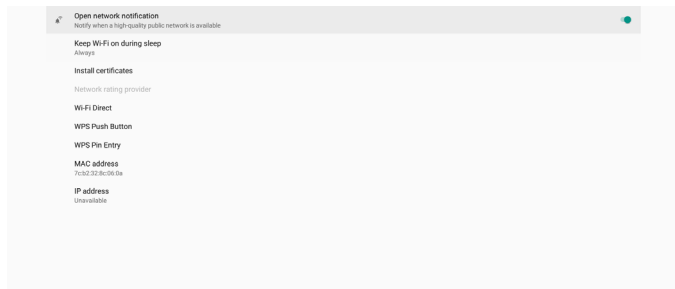 Open network notification
Notify when a high-quality public network is available
Keep Wi-Fi on during sleep
Always
Install certificates
Network rating provider
Wi-Fi Direct
WPS Push Button
WPS Pin Entry
MAC address
7c:b2:32:8c:06:0a
IP address
Unavailable